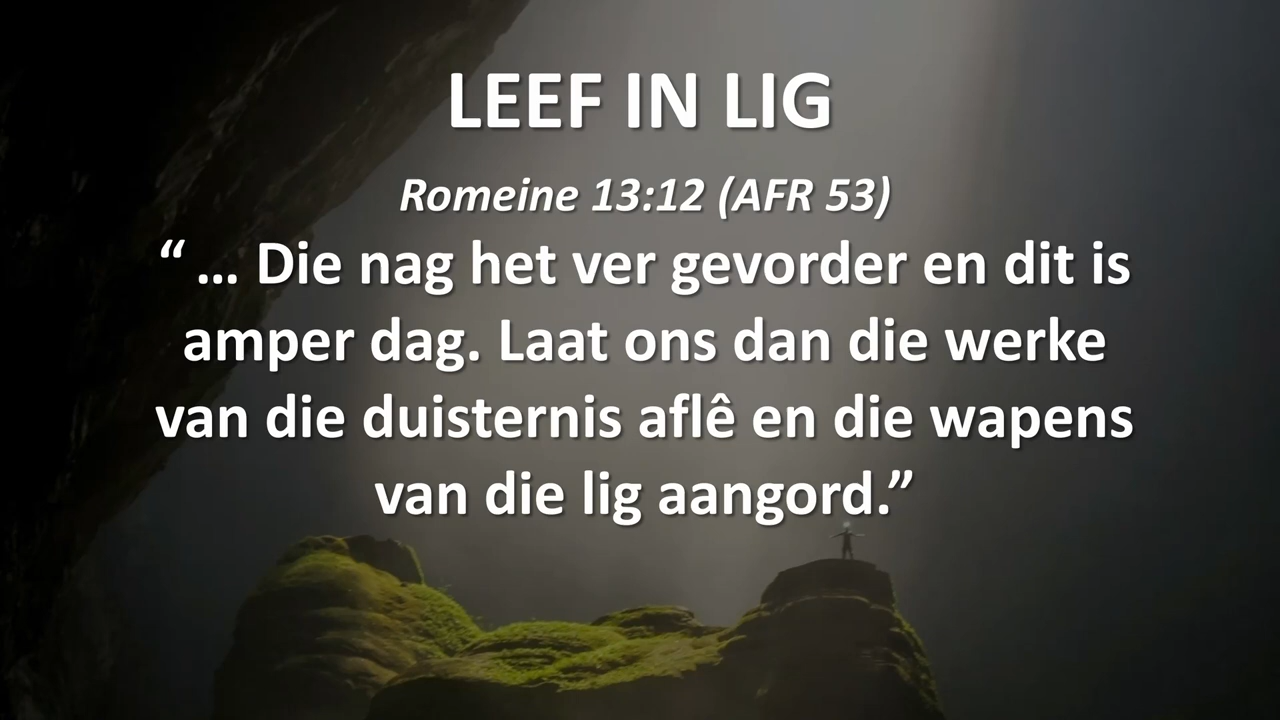 LEEF IN LIG
Romeine 13:12 (AFR 53)
“ … Die nag het ver gevorder en dit is
amper dag. Laat ons dan die werke
van die duisternis aflê en die wapens
van die lig aangord.”